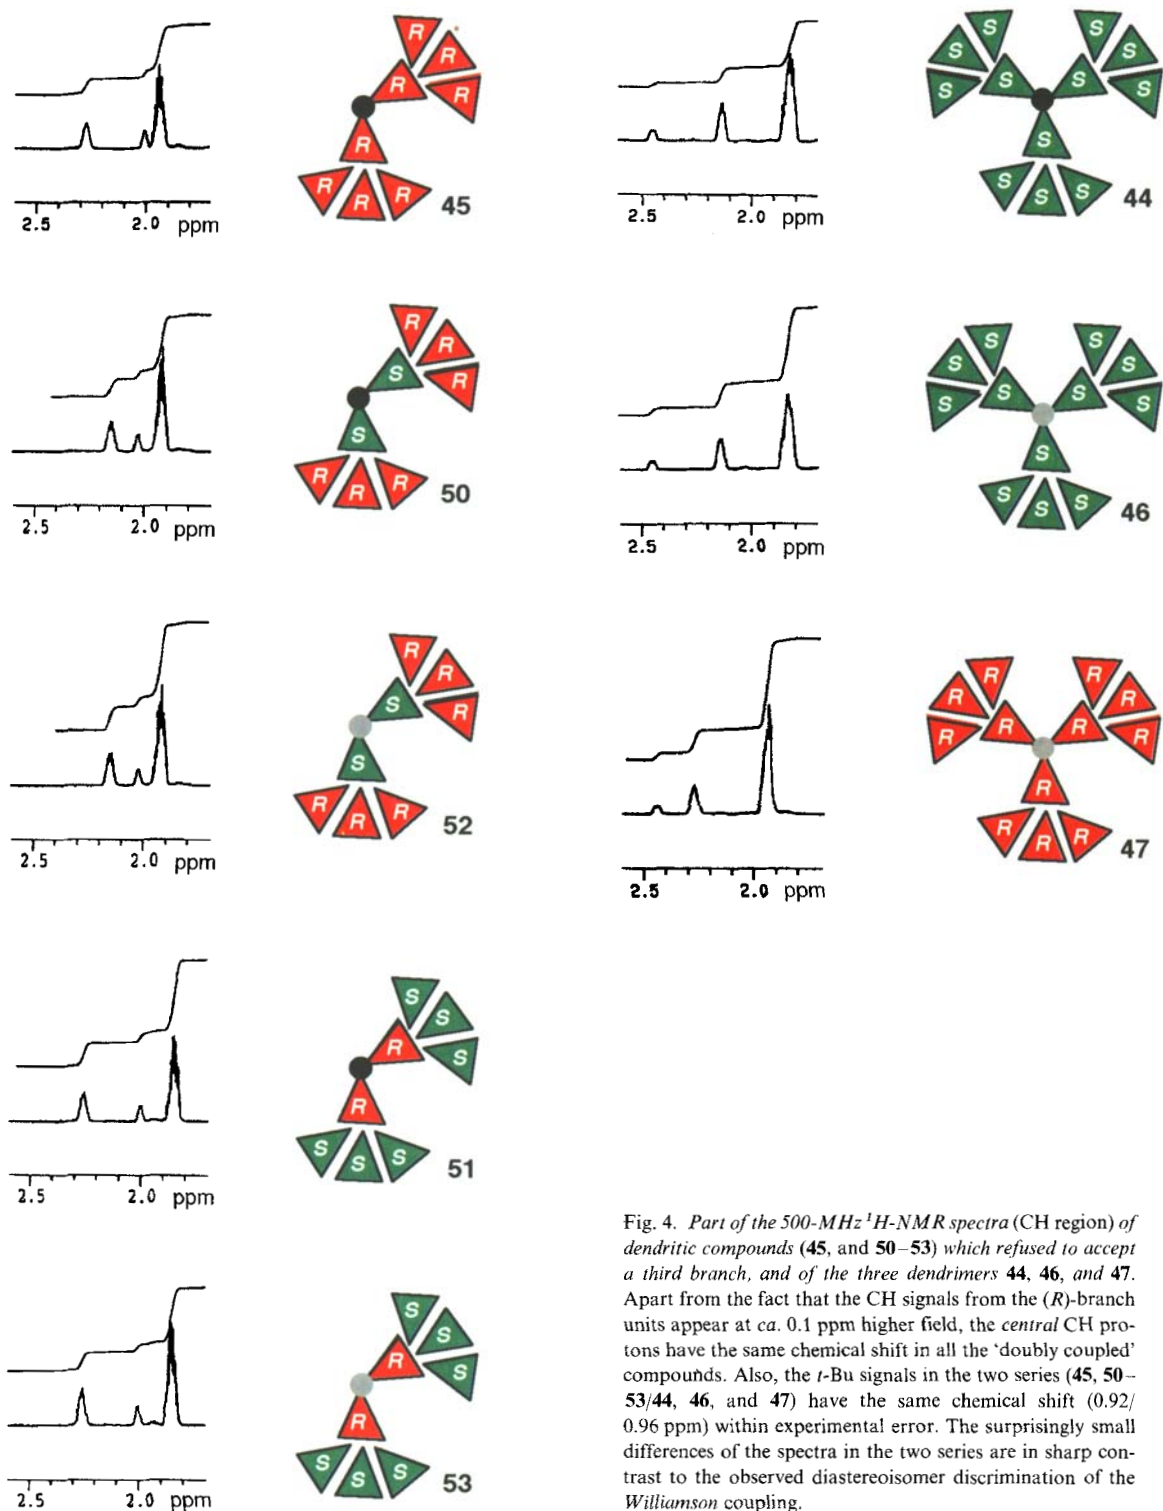 R
R
R
R
R
R
R
R
45
2.5 2.0 ppm
S
S
S
S
S
S
S
S
S
S
S
S
44
2.5 2.0 ppm
R
R
S
R
S
R
R
R
50
2.5 2.0 ppm
S
S
S
S
S
S
S
S
S
S
S
S
46
2.5 2.0 ppm
R
R
S
R
S
R
R
R
52
2.5 2.0 ppm
R
R
R
R
R
R
R
R
R
R
R
R
47
2.5 2.0 ppm
S
S
R
S
R
S
S
S
51
2.5 2.0 ppm
S
S
R
S
R
S
S
S
53
2.5 2.0 ppm
Fig. 4. Part of the 500-MHz ¹H-NMR spectra (CH region) of
dendritic compounds (45, and 50–53) which refused to accept
a third branch, and of the three dendrimers 44, 46, and 47.
Apart from the fact that the CH signals from the (R)-branch
units appear at ca. 0.1 ppm higher field, the central CH pro-
tons have the same chemical shift in all the ‘doubly coupled’
compounds. Also, the t-Bu signals in the two series (45, 50–
53/44, 46, and 47) have the same chemical shift (0.92/
0.96 ppm) within experimental error. The surprisingly small
differences of the spectra in the two series are in sharp con-
trast to the observed diastereoisomer discrimination of the
Williamson coupling.